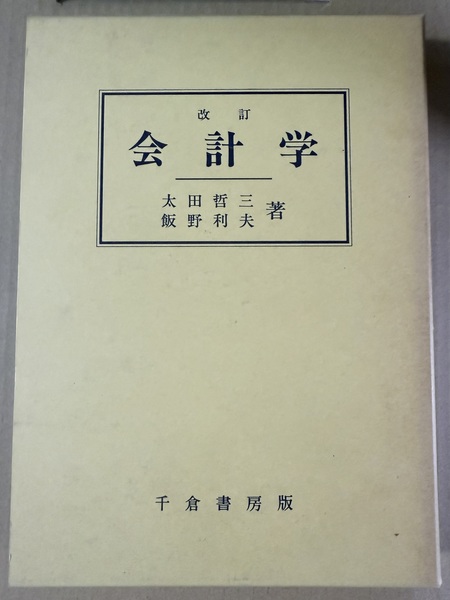 改訂
会計学
太田哲三
飯野利夫
著
千倉書房版